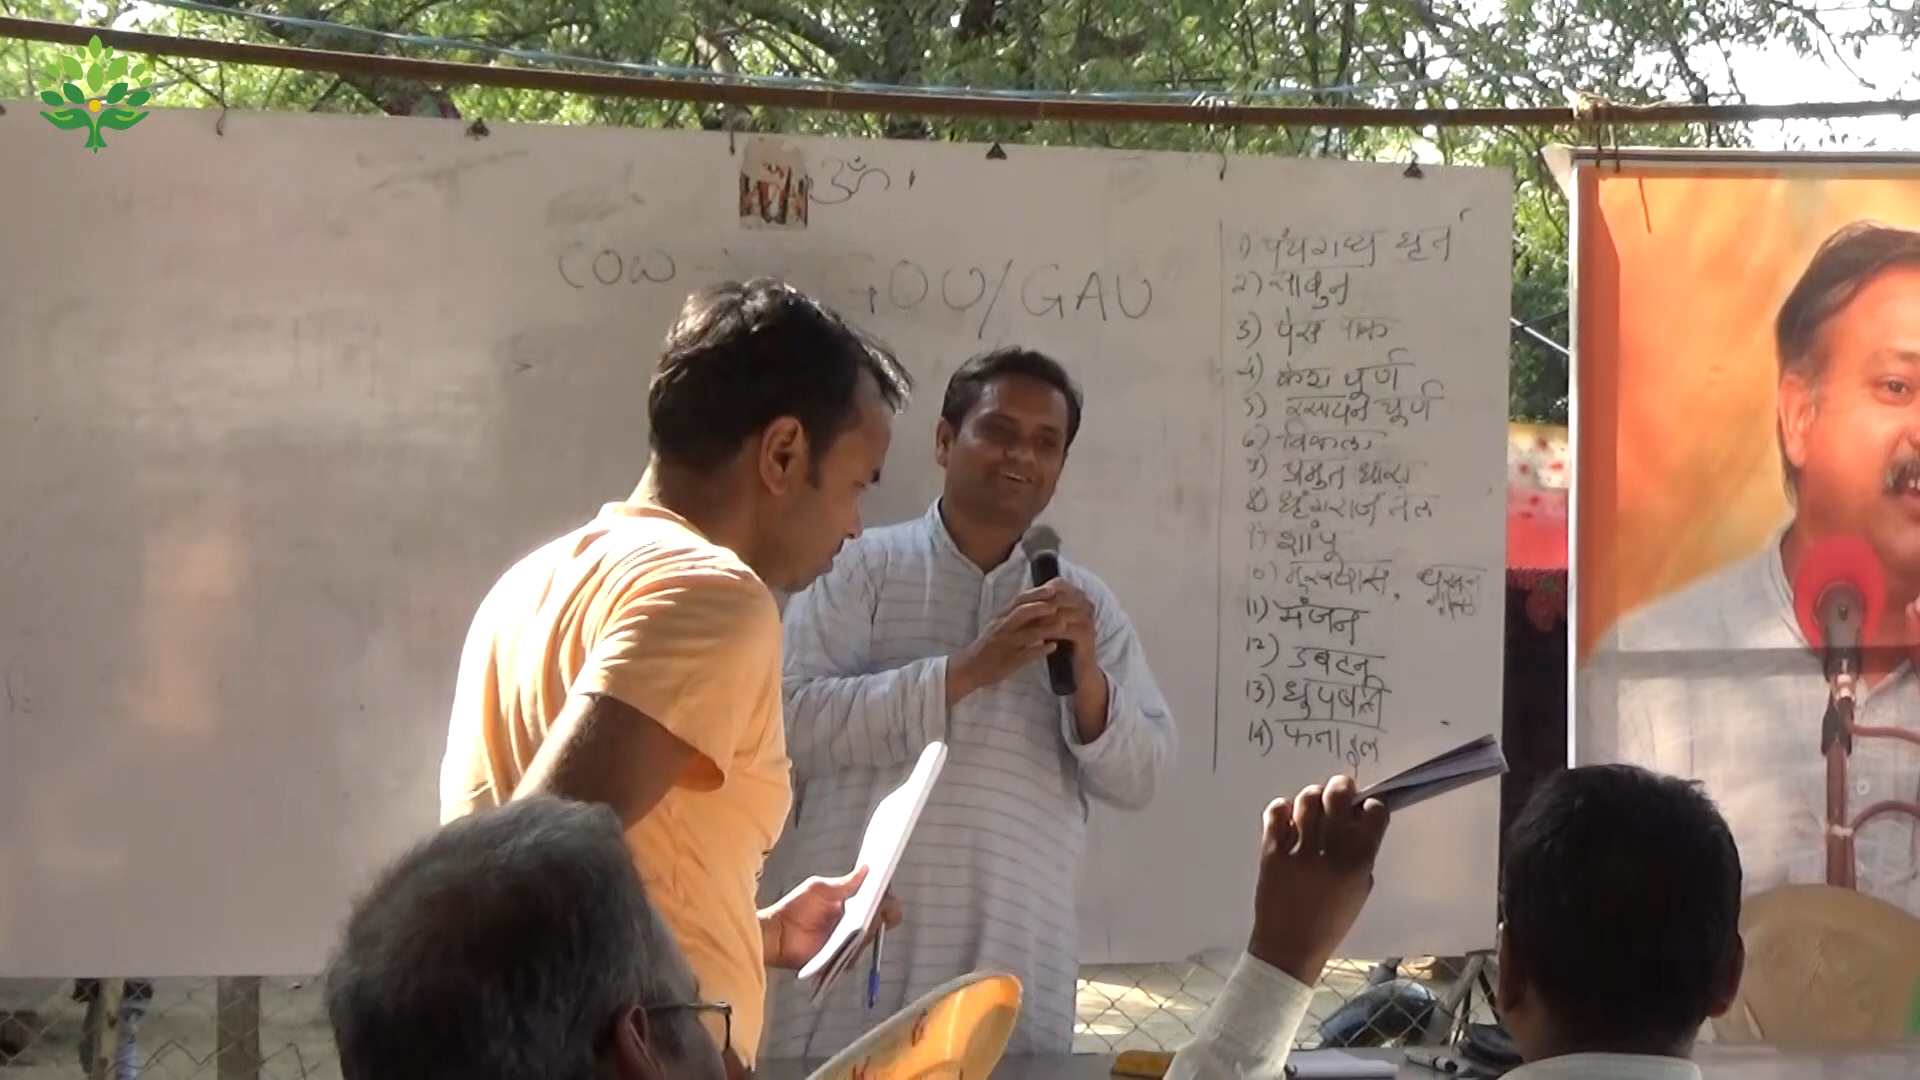 ॐ
COW GOU/GAU
1) पंचगव्य घृत
2) साबुन
3) फेस पाक
4) केश चूर्ण
5) रसायन चूर्ण
6) त्रिफला
7) अमृत धारा
8) भृंगराज तेल
शांपू
10) मुखवास.
11) मंजन
12) उबटन
13) धुपबत्ति
14) फनाइल